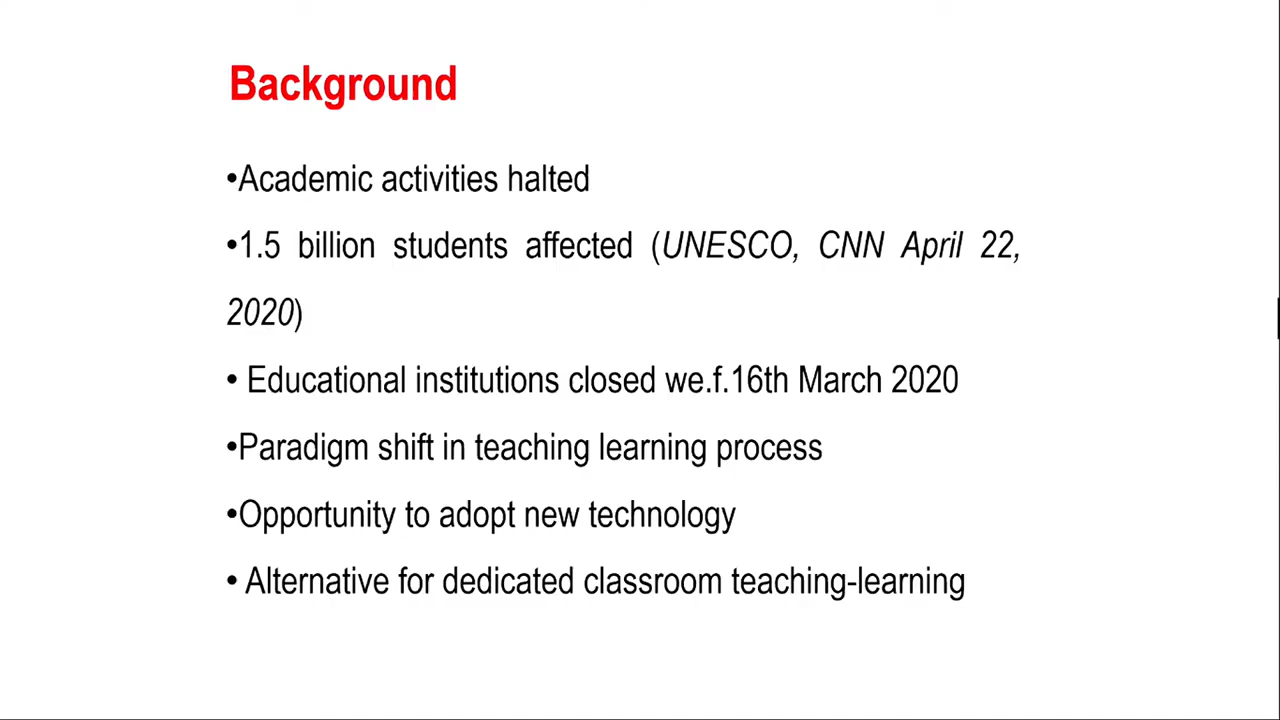 Background
•Academic activities halted
•1.5 billion students affected (UNESCO, CNN April 22,
2020)
• Educational institutions closed we.f.16th March 2020
•Paradigm shift in teaching learning process
•Opportunity to adopt new technology
• Alternative for dedicated classroom teaching-learning